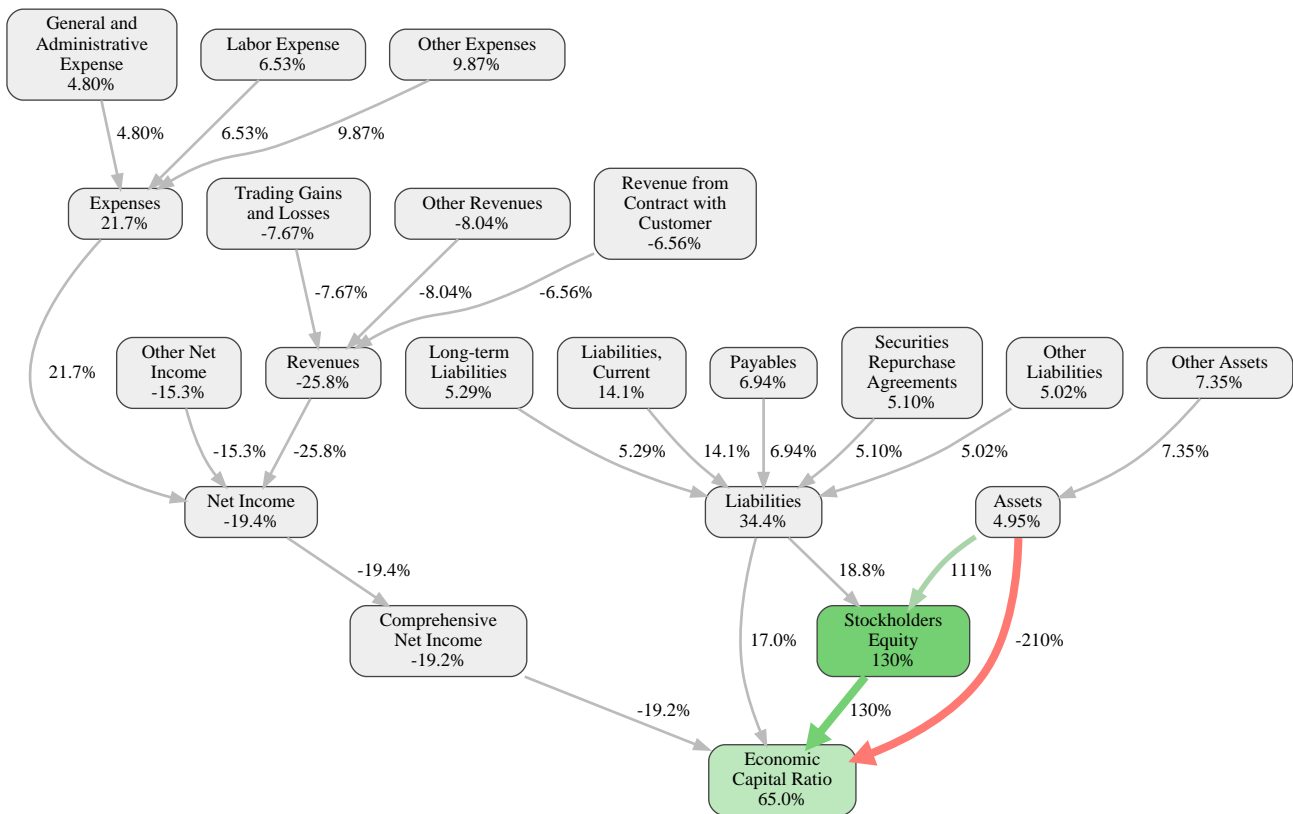 General and
Administrative
Expense
4.80%
Labor Expense
6.53%
Other Expenses
9.87%
4.80%
6.53%
9.87%
Expenses
21.7%
Trading Gains
and Losses
-7.67%
Other Revenues
-8.04%
Revenue from
Contract with
Customer
-6.56%
-7.67%
-8.04%
-6.56%
21.7%
Other Net
Income
-15.3%
Revenues
-25.8%
Long-term
Liabilities
5.29%
Liabilities,
Current
14.1%
Payables
6.94%
Securities
Repurchase
Agreements
5.10%
Other
Liabilities
5.02%
Other Assets
7.35%
-15.3%
-25.8%
5.29%
14.1%
6.94%
5.10%
5.02%
7.35%
Net Income
-19.4%
Liabilities
34.4%
Assets
4.95%
-19.4%
18.8%
111%
Comprehensive
Net Income
-19.2%
17.0%
Stockholders
Equity
130%
-210%
-19.2%
130%
Economic
Capital Ratio
65.0%